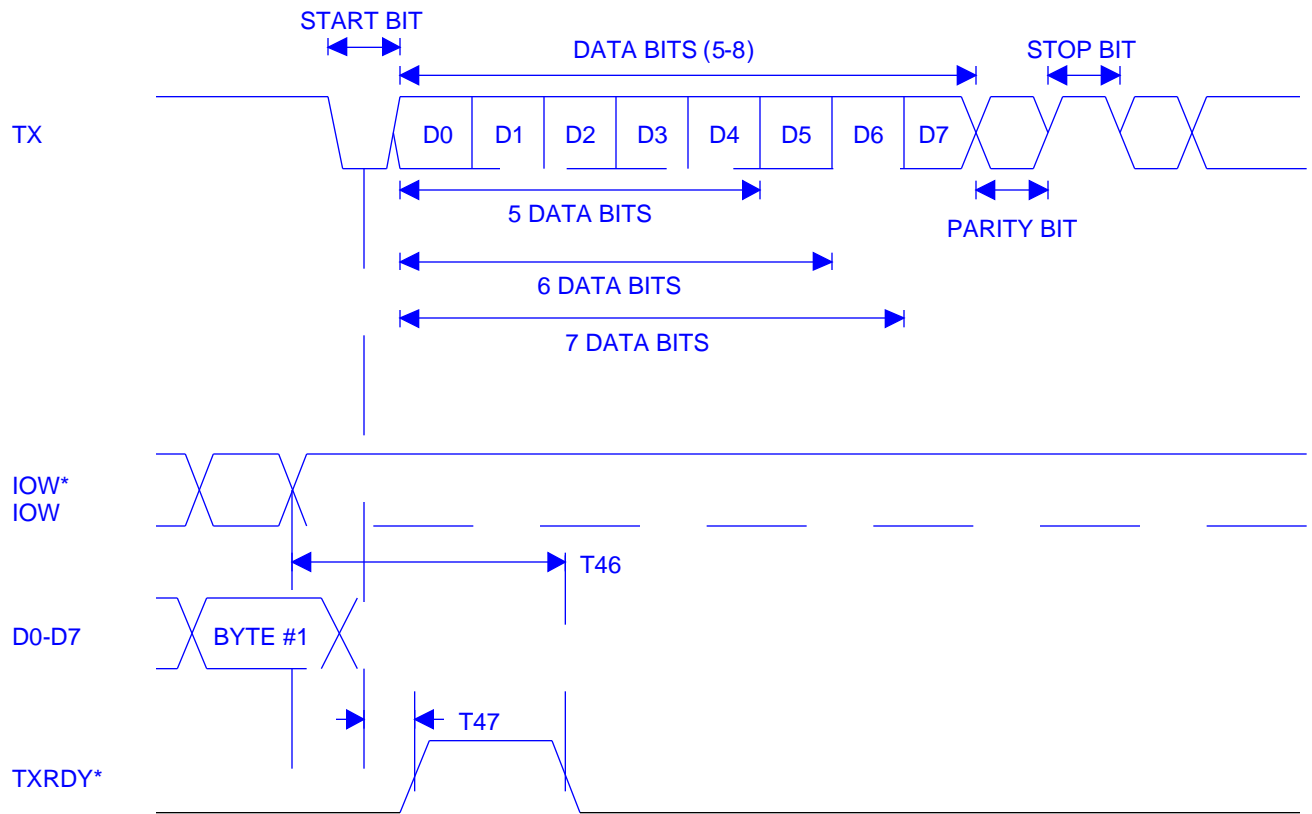 START BIT
DATA BITS (5-8)
STOP BIT
TX
D0 D1 D2 D3 D4 D5 D6 D7
5 DATA BITS
PARITY BIT
6 DATA BITS
7 DATA BITS
IOW*
IOW
T46
D0-D7
BYTE #1
T47
TXRDY*